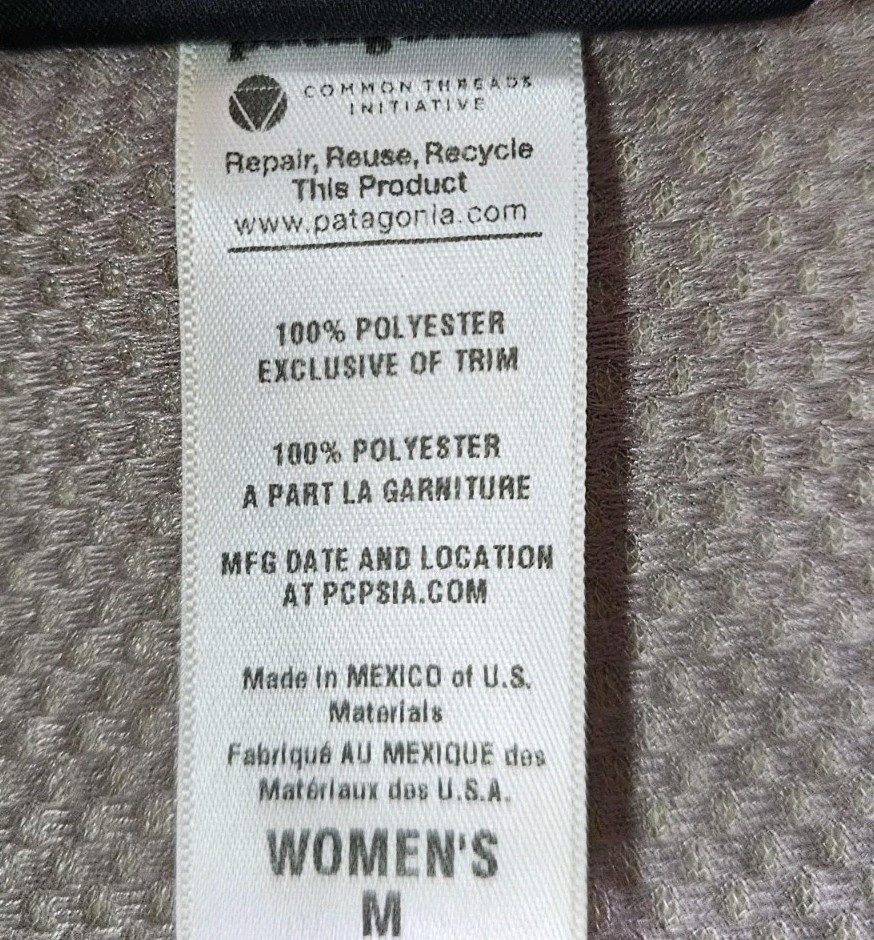 COMMON THREADS
INITIATIVE
Repair, Reuse, Recycle
This Product
www.patagonia.com
100% POLYESTER
EXCLUSIVE OF TRIM
100% POLYESTER
A PART LA GARNITURE
MFG DATE AND LOCATION
AT PCPSIA.COM
Made in MEXICO of U.S.
Materials
Fabriqué AU MEXIQUE des
Matériaux des U.S.A.
WOMEN'S
M